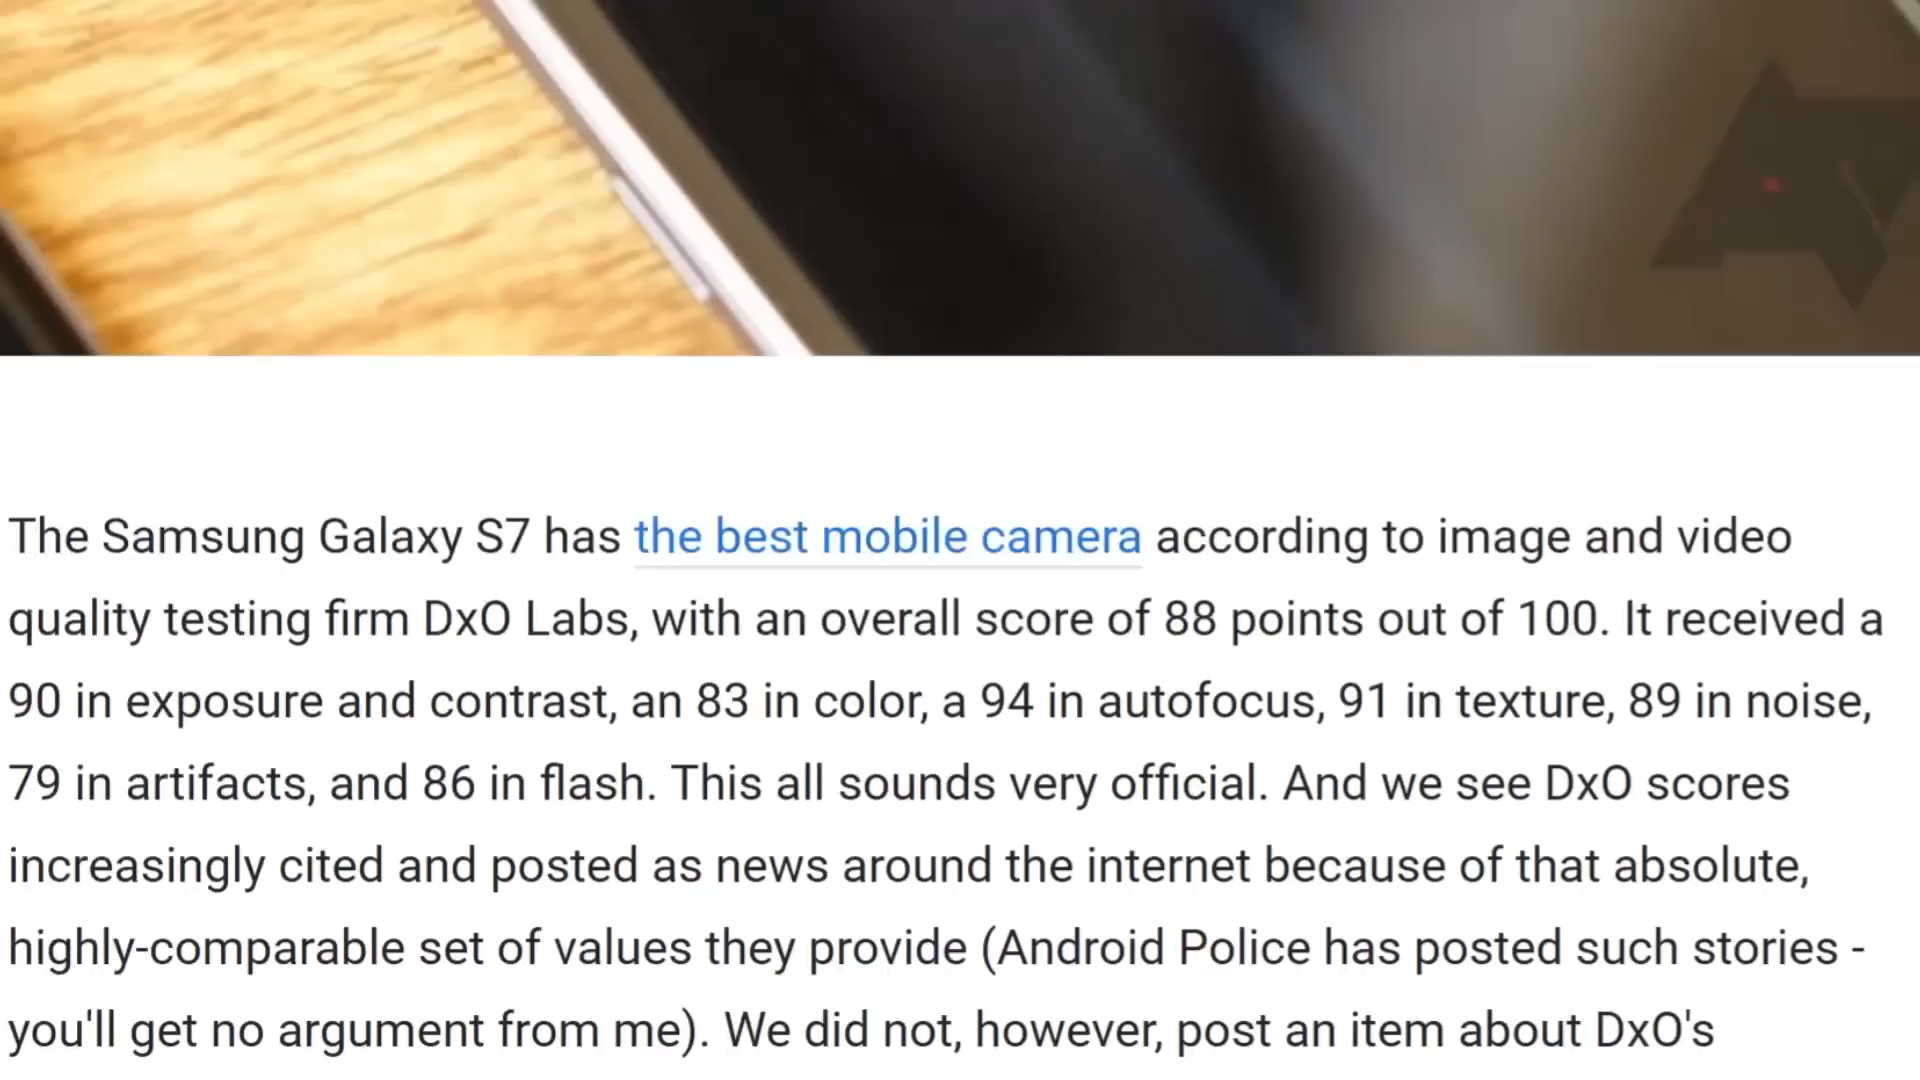 The Samsung Galaxy S7 has the best mobile camera according to image and video
quality testing firm DxO Labs, with an overall score of 88 points out of 100. It received a
90 in exposure and contrast, an 83 in color, a 94 in autofocus, 91 in texture, 89 in noise,
79 in artifacts, and 86 in flash. This all sounds very official. And we see DxO scores
increasingly cited and posted as news around the internet because of that absolute,
highly-comparable set of values they provide (Android Police has posted such stories -
you'll get no argument from me). We did not, however, post an item about DxO's